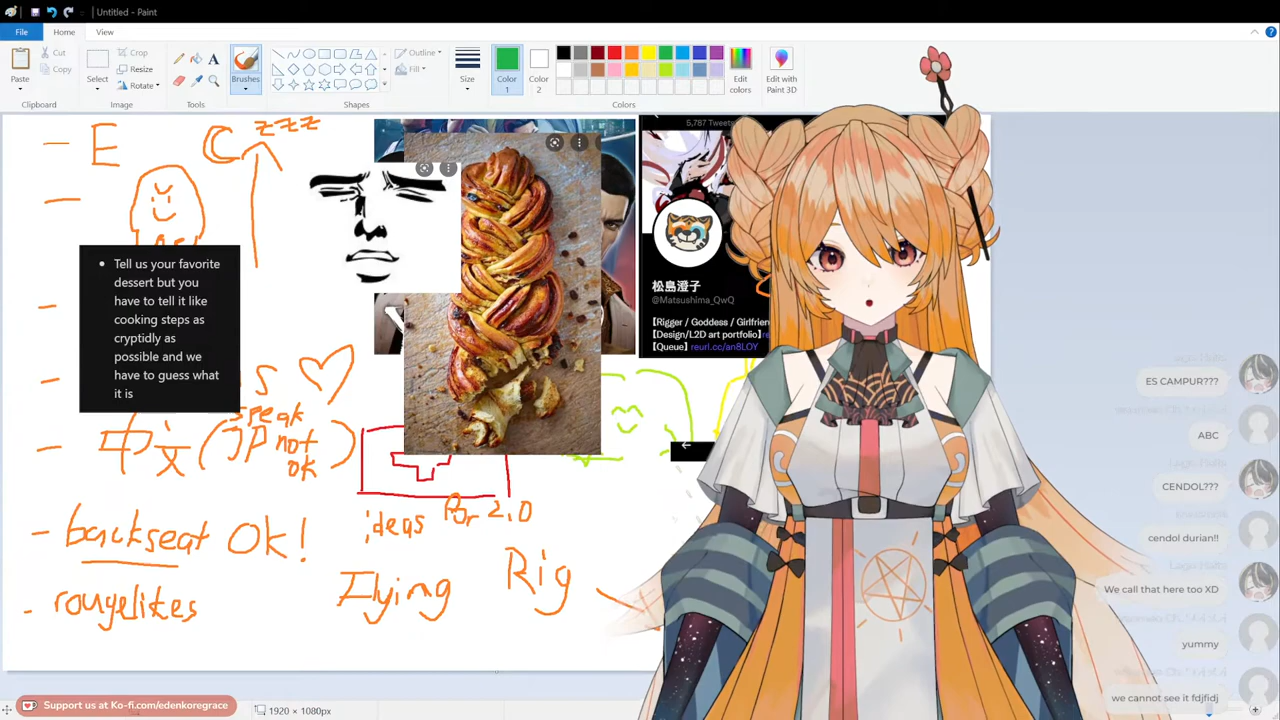 Untitled - Paint
File
Home
View
Paste
Cut
Copy
Clipboard
Select
Crop
Resize
Rotate
Image
Tools
Brushes
Shapes
Outline
Fill
Size
Color 1
Color 2
Edit colors
Edit with Paint 3D
Colors
- E
zzz
-
• Tell us your favorite
dessert but you
have to tell it like
cooking steps as
cryptidly as
possible and we
have to guess what
it is
-
- S
speak
- 中文 (JP not ok)
- backseat Ok!
- rouyelites
ideas for 2.0
Flying
Rig
5,787 Tweets
松島澄子
@Matsushima_QwQ
【Rigger / Goddess / Girlfrien
【Design/L2D art portfolio】
【Queue】 reurl.cc/an8LOY
ES CAMPUR???
ABC
CENDOL???
cendol durian!!
We call that here too XD
yummy
we cannot see it fdjfidj
Support us at Ko-fi.com/edenkoregrace
1920 × 1080px